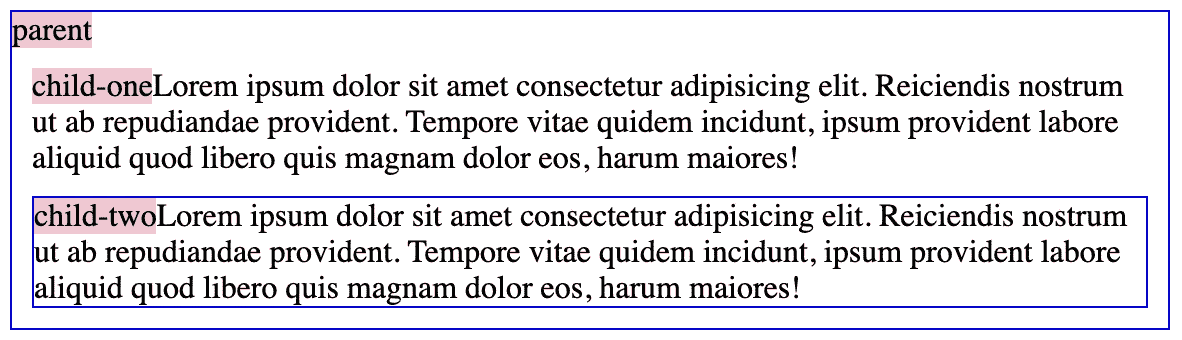 parent
child-oneLorem ipsum dolor sit amet consectetur adipisicing elit. Reiciendis nostrum
ut ab repudiandae provident. Tempore vitae quidem incidunt, ipsum provident labore
aliquid quod libero quis magnam dolor eos, harum maiores!
child-twoLorem ipsum dolor sit amet consectetur adipisicing elit. Reiciendis nostrum
ut ab repudiandae provident. Tempore vitae quidem incidunt, ipsum provident labore
aliquid quod libero quis magnam dolor eos, harum maiores!